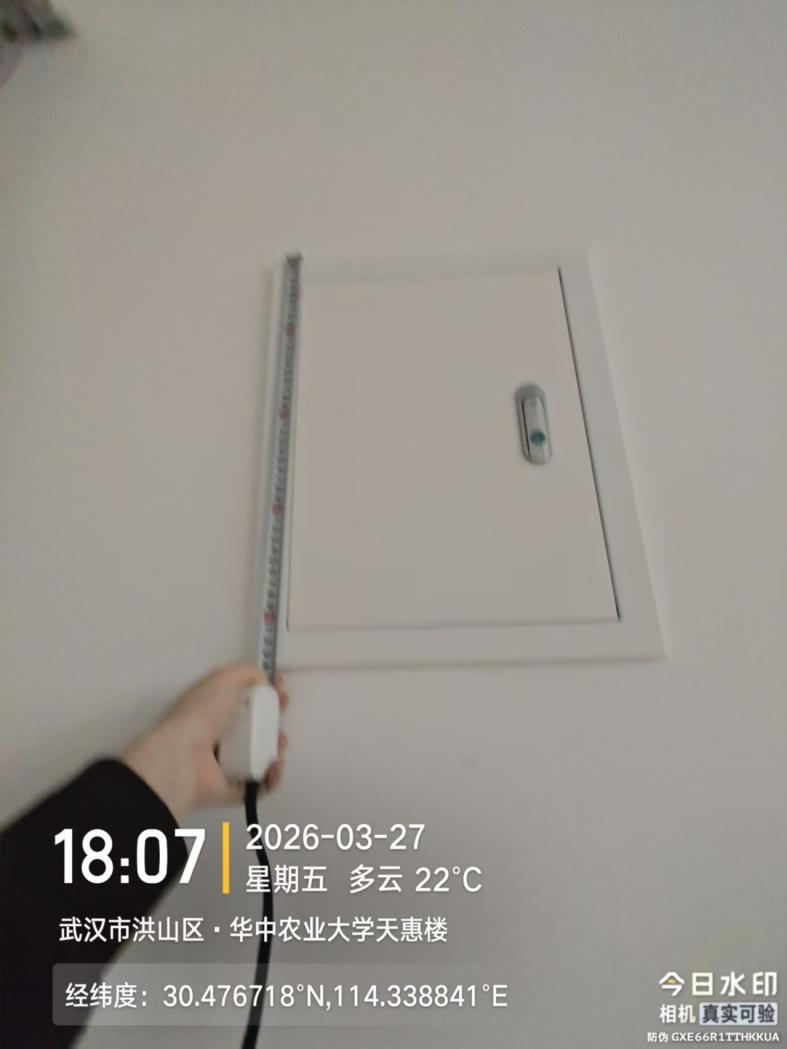 18:07
2026-03-27
星期五 多云 22°C
武汉市洪山区·华中农业大学天惠楼
经纬度：30.476718°N,114.338841°E
今日水印
相机 真实可验
防伪 GXE66R1TTHKKUA